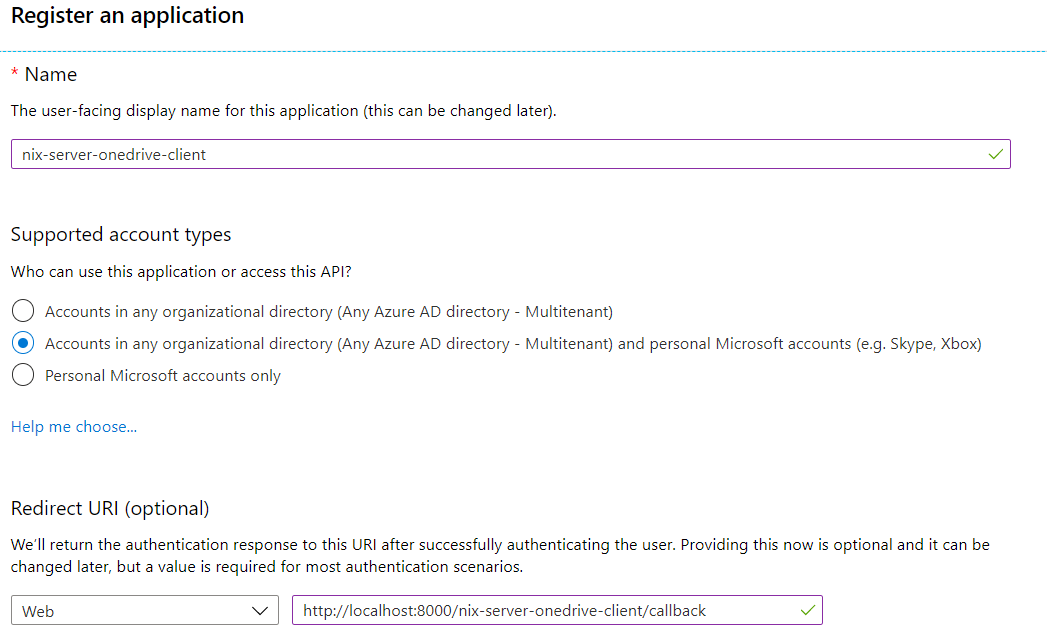 Register an application
* Name
The user-facing display name for this application (this can be changed later).
nix-server-onedrive-client
Supported account types
Who can use this application or access this API?
Accounts in any organizational directory (Any Azure AD directory - Multitenant)
Accounts in any organizational directory (Any Azure AD directory - Multitenant) and personal Microsoft accounts (e.g. Skype, Xbox)
Personal Microsoft accounts only
Help me choose...
Redirect URI (optional)
We'll return the authentication response to this URI after successfully authenticating the user. Providing this now is optional and it can be
changed later, but a value is required for most authentication scenarios.
Web http://localhost:8000/nix-server-onedrive-client/callback